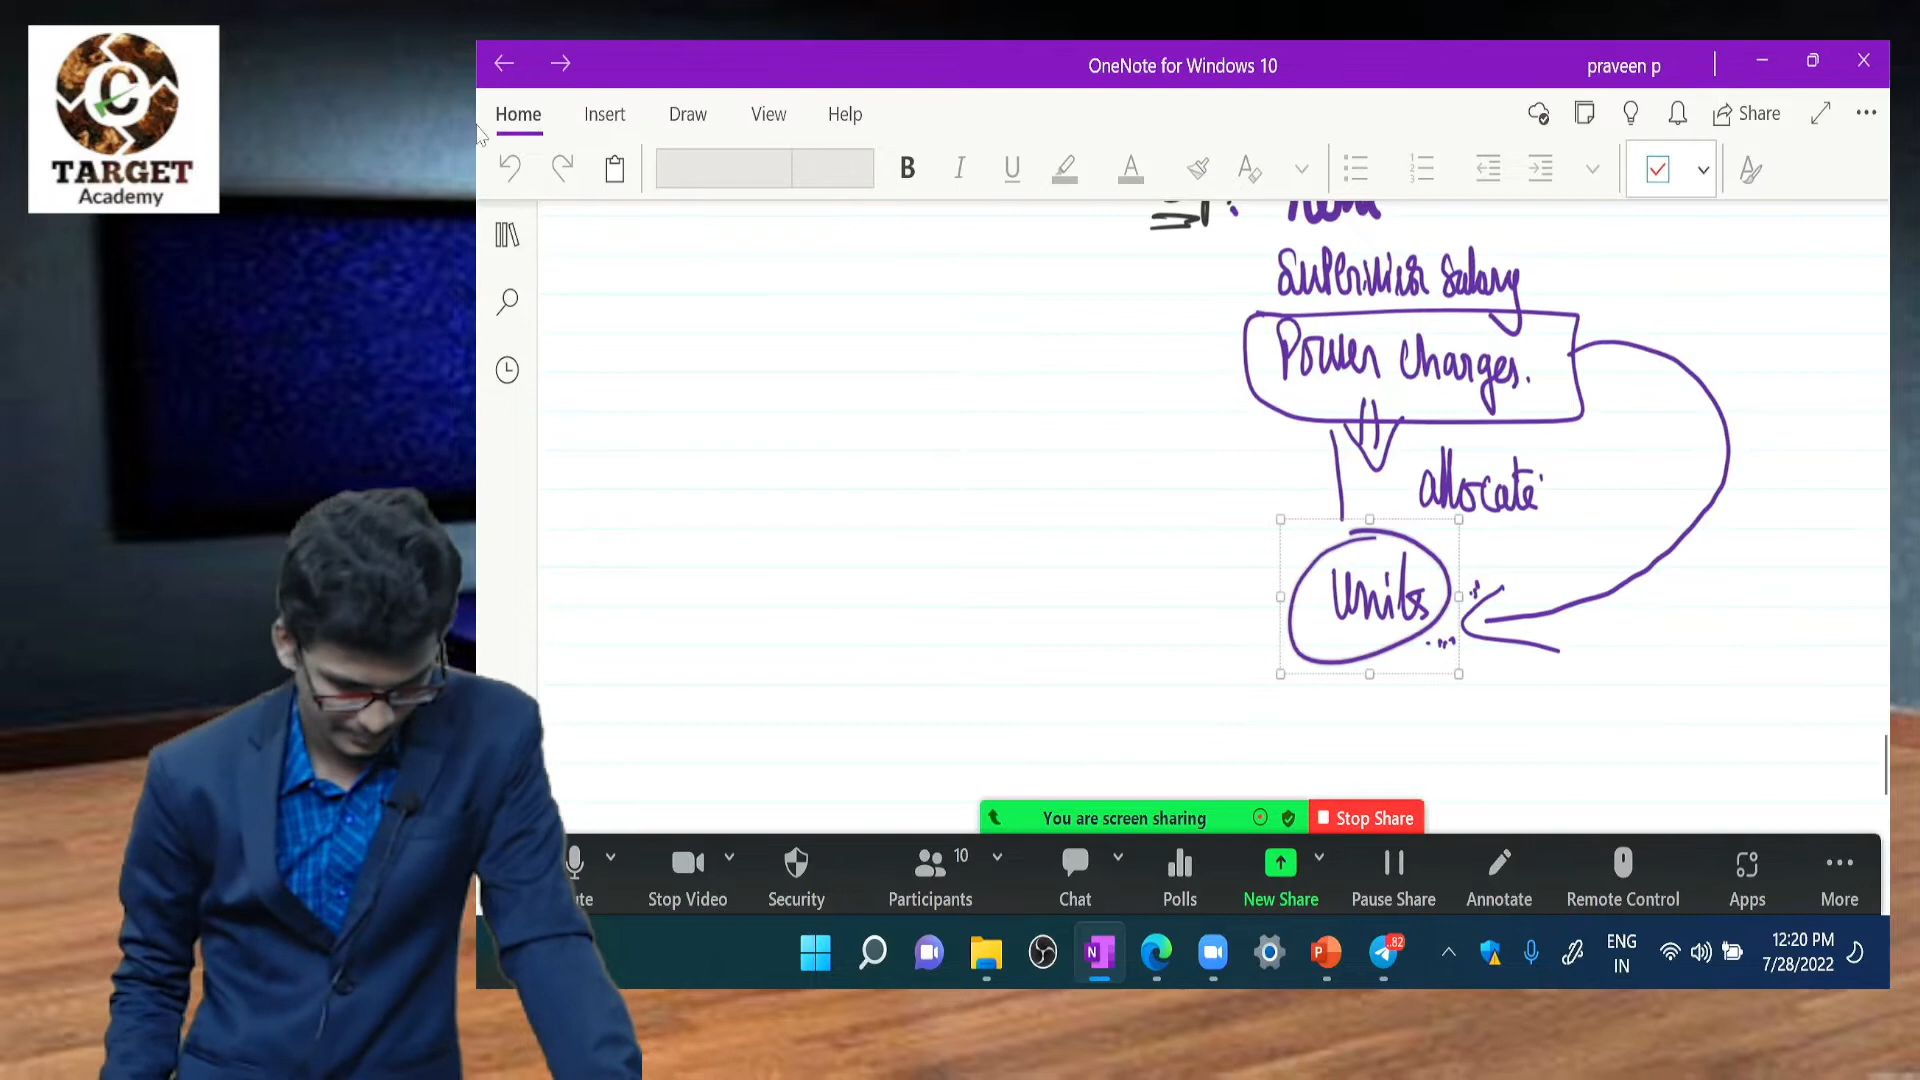 TARGET
Academy
OneNote for Windows 10
praveen p
Home
Insert
Draw
View
Help
Share
B
I
U
A
Supervisor salary
Power charges.
allocate
Units
You are screen sharing
Stop Share
ute
Stop Video
Security
10
Participants
Chat
Polls
New Share
Pause Share
Annotate
Remote Control
Apps
More
82
ENG
IN
12:20 PM
7/28/2022